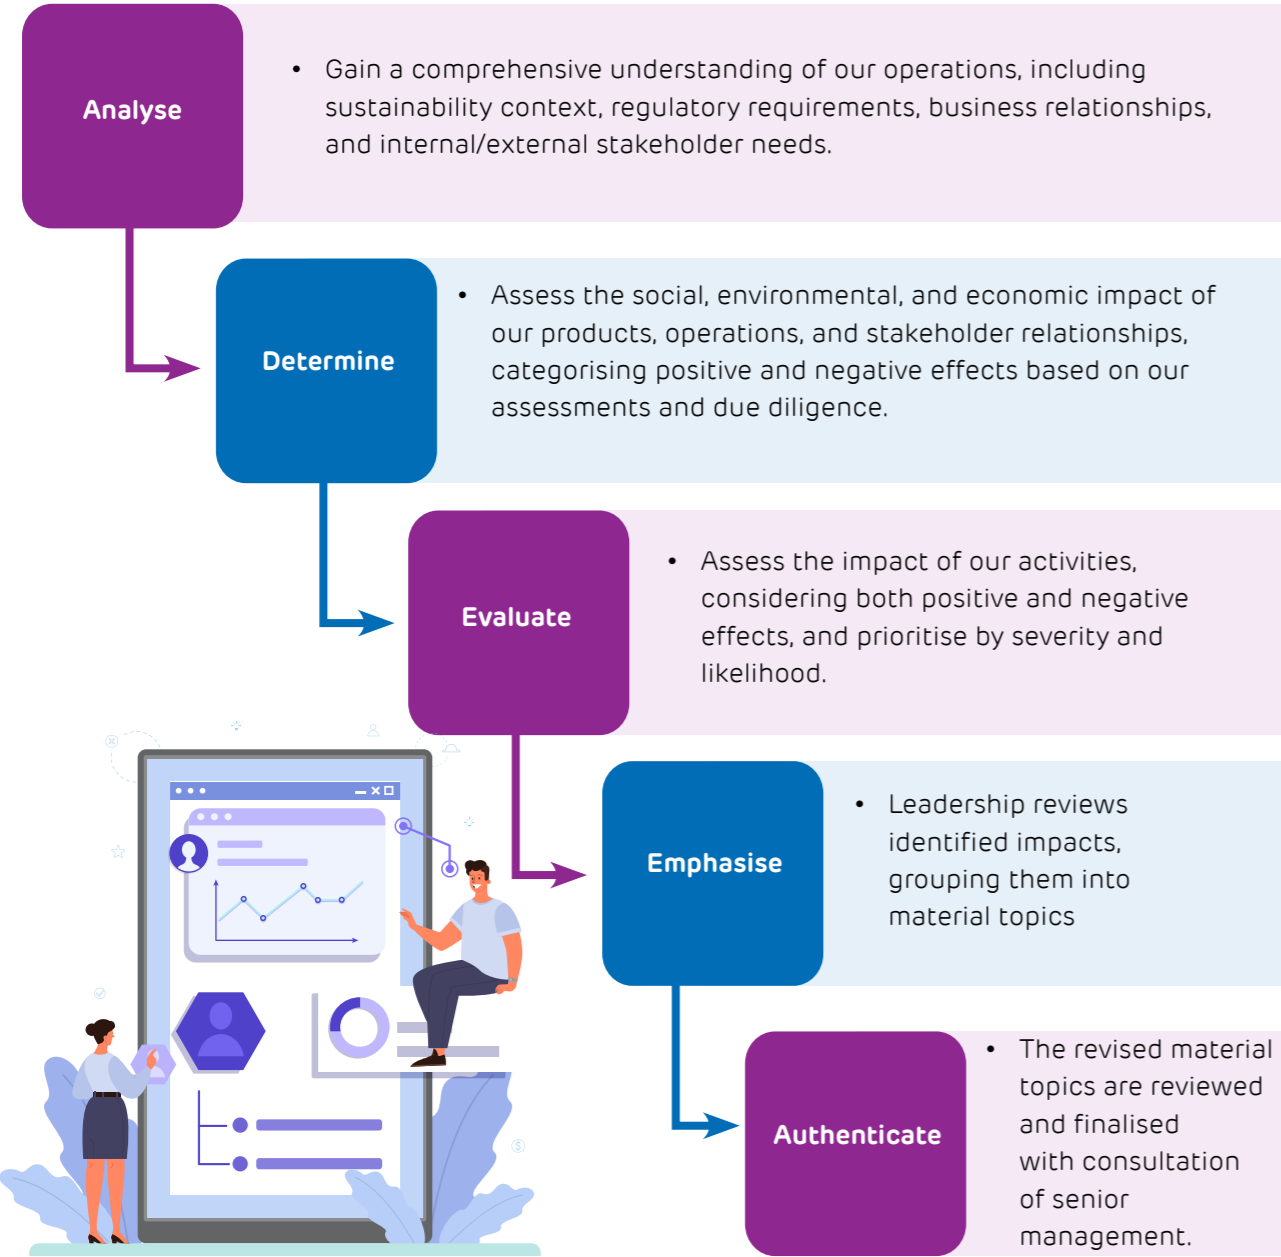 Analyse
• Gain a comprehensive understanding of our operations, including
sustainability context, regulatory requirements, business relationships,
and internal/external stakeholder needs.
Determine
• Assess the social, environmental, and economic impact of
our products, operations, and stakeholder relationships,
categorising positive and negative effects based on our
assessments and due diligence.
Evaluate
• Assess the impact of our activities,
considering both positive and negative
effects, and prioritise by severity and
likelihood.
Emphasise
• Leadership reviews
identified impacts,
grouping them into
material topics
Authenticate
• The revised material
topics are reviewed
and finalised
with consultation
of senior
management.